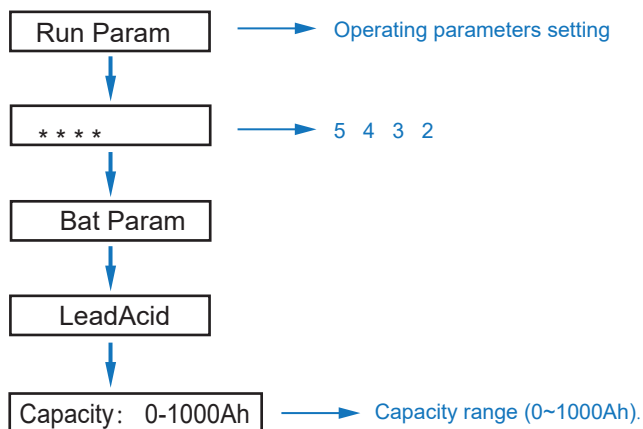 Run Param Operating parameters setting
**** 5 4 3 2
Bat Param
LeadAcid
Capacity: 0-1000Ah Capacity range (0~1000Ah).